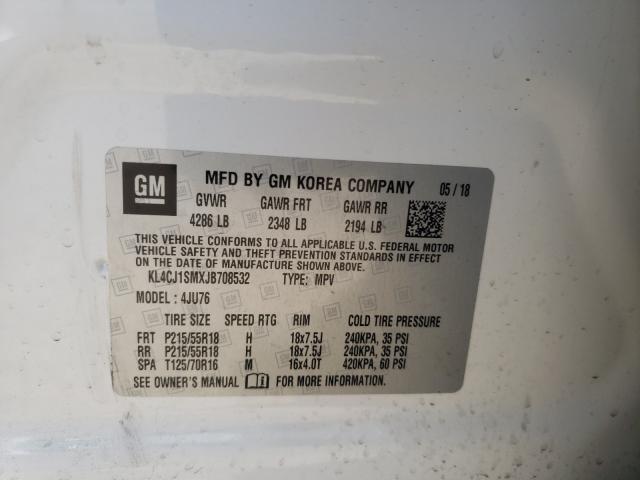 GM MFD BY GM KOREA COMPANY 05 / 18
GVWR GAWR FRT GAWR RR
4286 LB 2348 LB 2194 LB
THIS VEHICLE CONFORMS TO ALL APPLICABLE U.S. FEDERAL MOTOR
VEHICLE SAFETY AND THEFT PREVENTION STANDARDS IN EFFECT
ON THE DATE OF MANUFACTURE SHOWN ABOVE.
KL4CJ1SMXJB708532 TYPE: MPV
MODEL : 4JU76
TIRE SIZE SPEED RTG RIM COLD TIRE PRESSURE
FRT P215/55R18 H 18x7.5J 240KPA, 35 PSI
RR P215/55R18 H 18x7.5J 240KPA, 35 PSI
SPA T125/70R16 M 16x4.0T 420KPA, 60 PSI
SEE OWNER'S MANUAL FOR MORE INFORMATION.